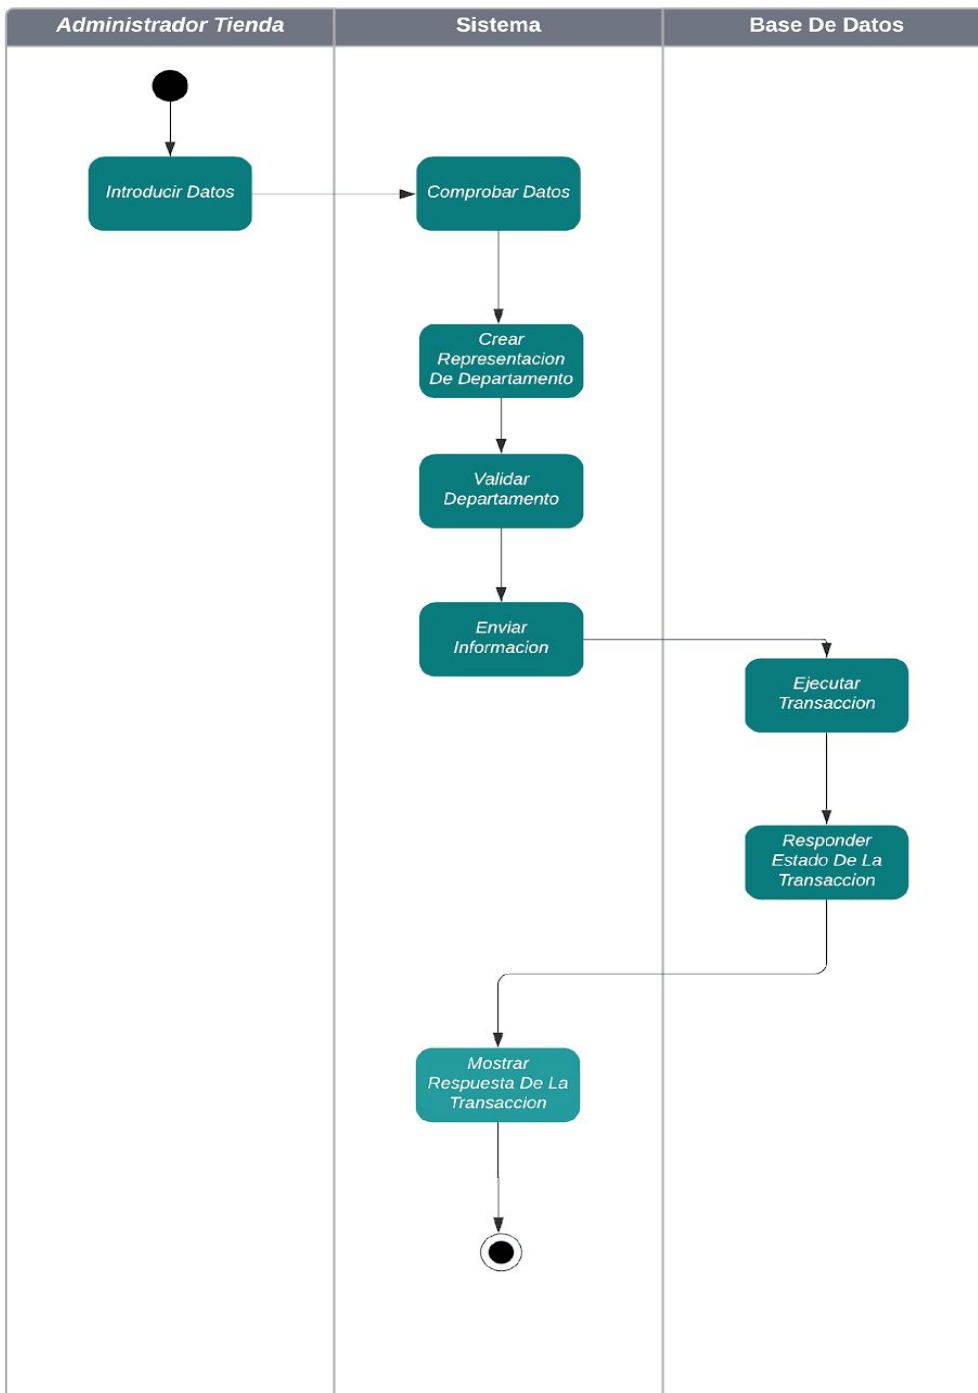 Administrador Tienda
Sistema
Base De Datos
Introducir Datos
Comprobar Datos
Crear
Representacion
De Departamento
Validar
Departamento
Enviar
Informacion
Ejecutar
Transaccion
Responder
Estado De La
Transaccion
Mostrar
Respuesta De La
Transaccion